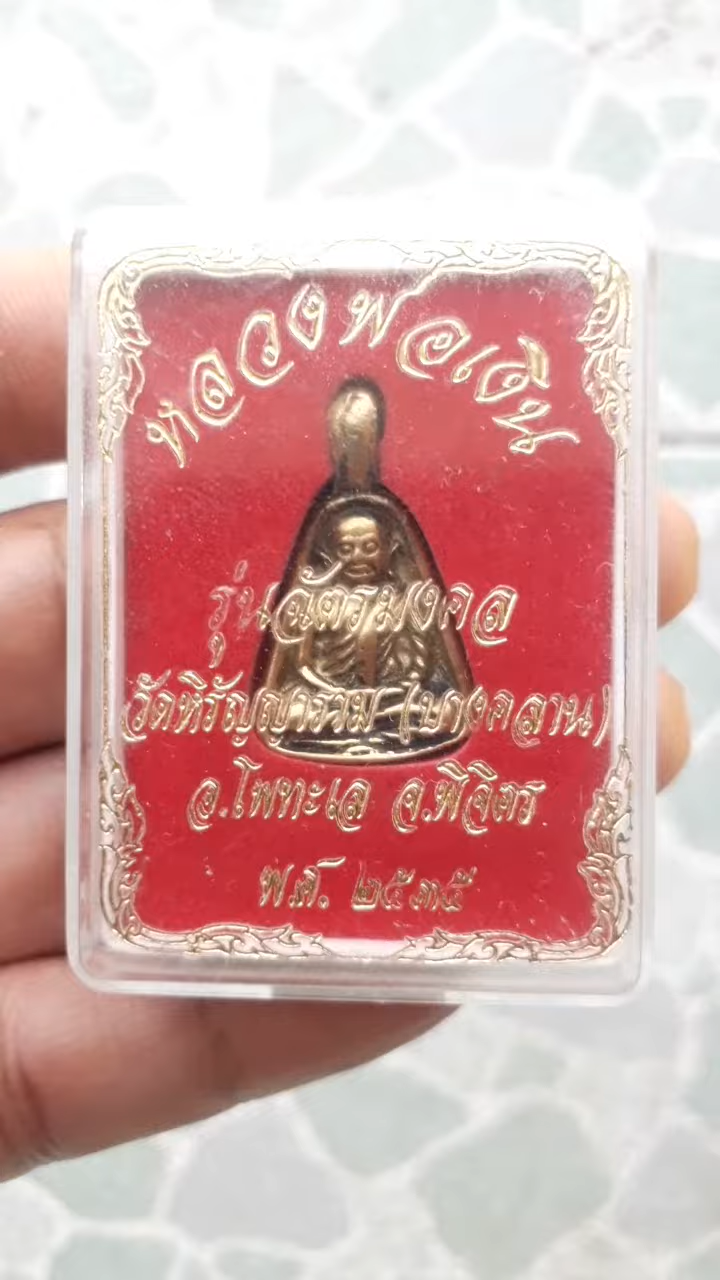 หลวงพ่อเงิน
รุ่นฉัตรมงคล
วัดหิรัญญาราม (บางคลาน)
อ.โพทะเล จ.พิจิตร
พ.ศ. ๒๕๓๕